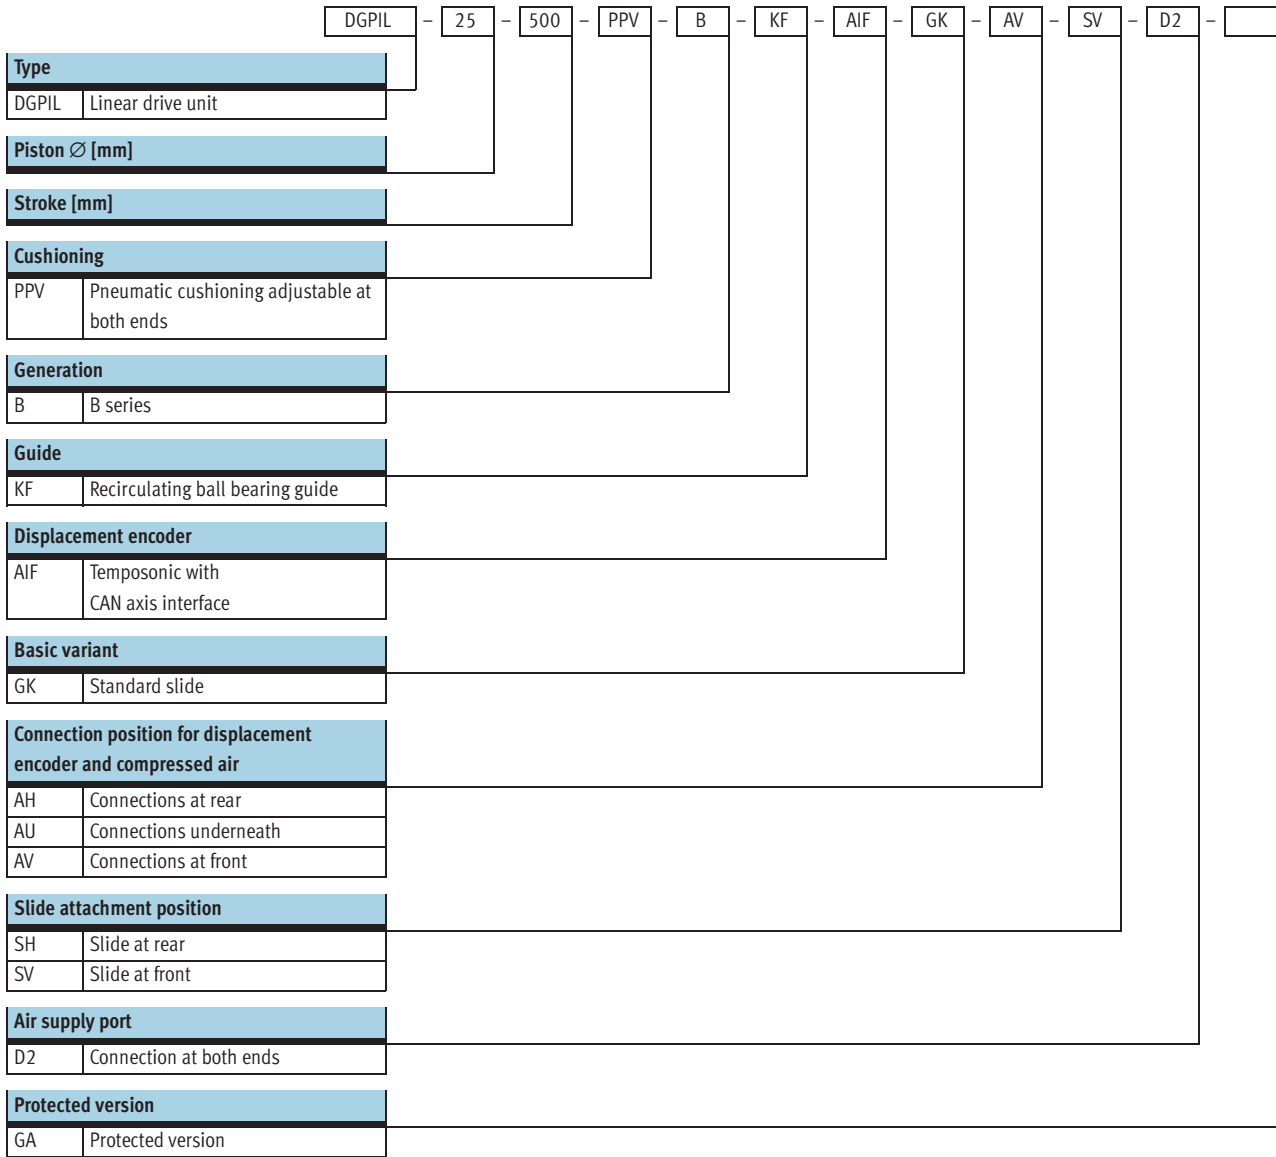 DGPIL – 25 – 500 – PPV – B – KF – AIF – GK – AV – SV – D2 –
Type
DGPIL Linear drive unit
Piston ∅ [mm]
Stroke [mm]
Cushioning
PPV Pneumatic cushioning adjustable at
both ends
Generation
B B series
Guide
KF Recirculating ball bearing guide
Displacement encoder
AIF Temposonic with
CAN axis interface
Basic variant
GK Standard slide
Connection position for displacement
encoder and compressed air
AH Connections at rear
AU Connections underneath
AV Connections at front
Slide attachment position
SH Slide at rear
SV Slide at front
Air supply port
D2 Connection at both ends
Protected version
GA Protected version